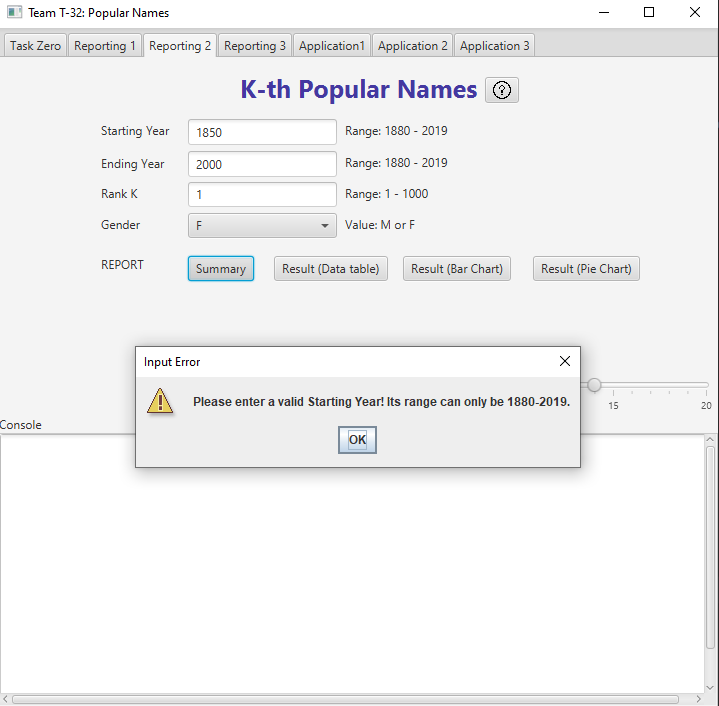 Team T-32: Popular Names
Task Zero Reporting 1 Reporting 2 Reporting 3 Application1 Application 2 Application 3
K-th Popular Names ?
Starting Year 1850 Range: 1880 - 2019
Ending Year 2000 Range: 1880 - 2019
Rank K 1 Range: 1 - 1000
Gender F Value: M or F
REPORT Summary Result (Data table) Result (Bar Chart) Result (Pie Chart)
Input Error
Please enter a valid Starting Year! Its range can only be 1880-2019.
OK
15 20
Console